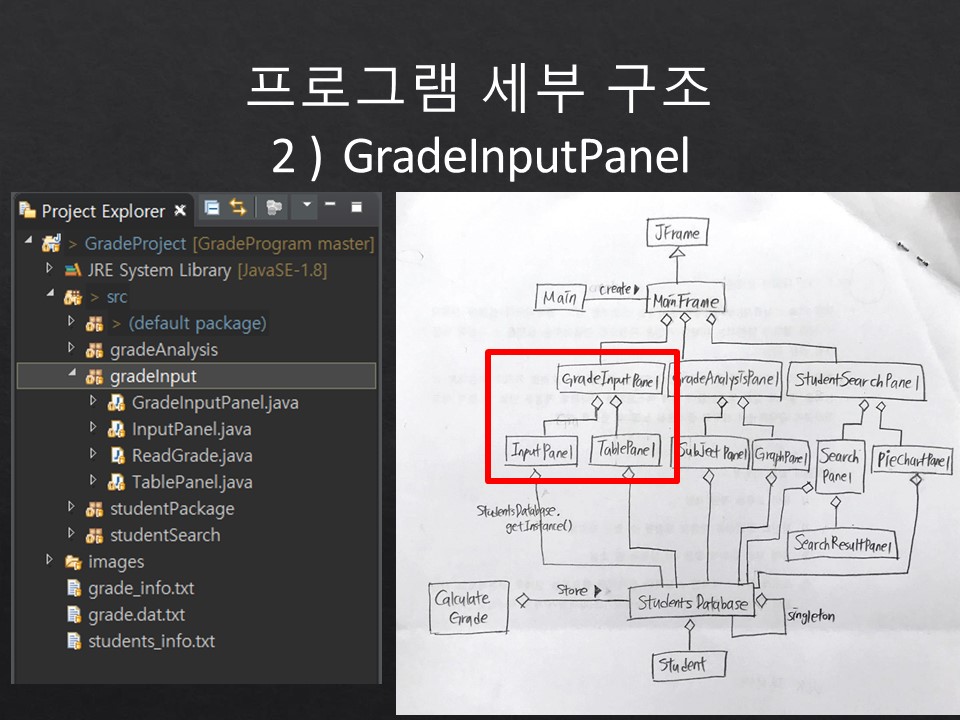 프로그램 세부 구조
2 ) GradeInputPanel
Project Explorer
> GradeProject [GradeProgram master]
JRE System Library [JavaSE-1.8]
> src
> (default package)
gradeAnalysis
gradeInput
GradeInputPanel.java
InputPanel.java
ReadGrade.java
TablePanel.java
studentPackage
studentSearch
images
grade_info.txt
grade.dat.txt
students_info.txt
JFrame
Main
create
MainFrame
GradeInputPanel
GradeAnalysisPanel
StudentSearchPanel
InputPanel
TablePanel
SubjectPanel
GraphPanel
Search
Panel
PieChartPanel
StudentsDatabase.
getInstance()
SearchResultPanel
Calculate
Grade
Store
StudentsDatabase
singleton
Student